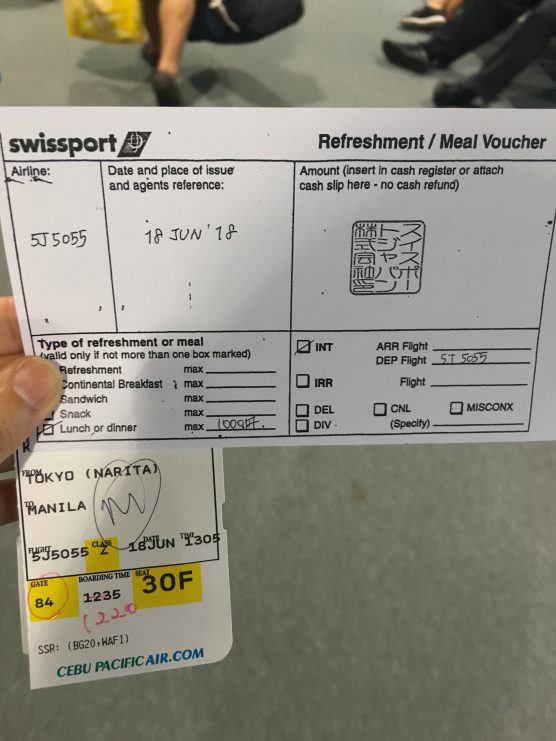 swissport
Refreshment / Meal Voucher
Airline:
5J5055
Date and place of issue
and agents reference:
18 JUN '18
Amount (insert in cash register or attach
cash slip here - no cash refund)
スイスポー
トジャパン
株式会社
Type of refreshment or meal
(valid only if not more than one box marked)
Refreshment max
Continental Breakfast max
Sandwich max
Snack max
Lunch or dinner max
INT
ARR Flight
DEP Flight 5J 5055
IRR
Flight
DEL
CNL
MISCONX
DIV
(Specify)
FROM
TOKYO (NARITA)
TO
MANILA
FLIGHT CLASS DATE TIME
5J5055 Z 18JUN 1305
GATE BOARDING TIME SEAT
84 1235 30F
1220
SSR: (BG20,WAFI)
CEBU PACIFICAIR.COM